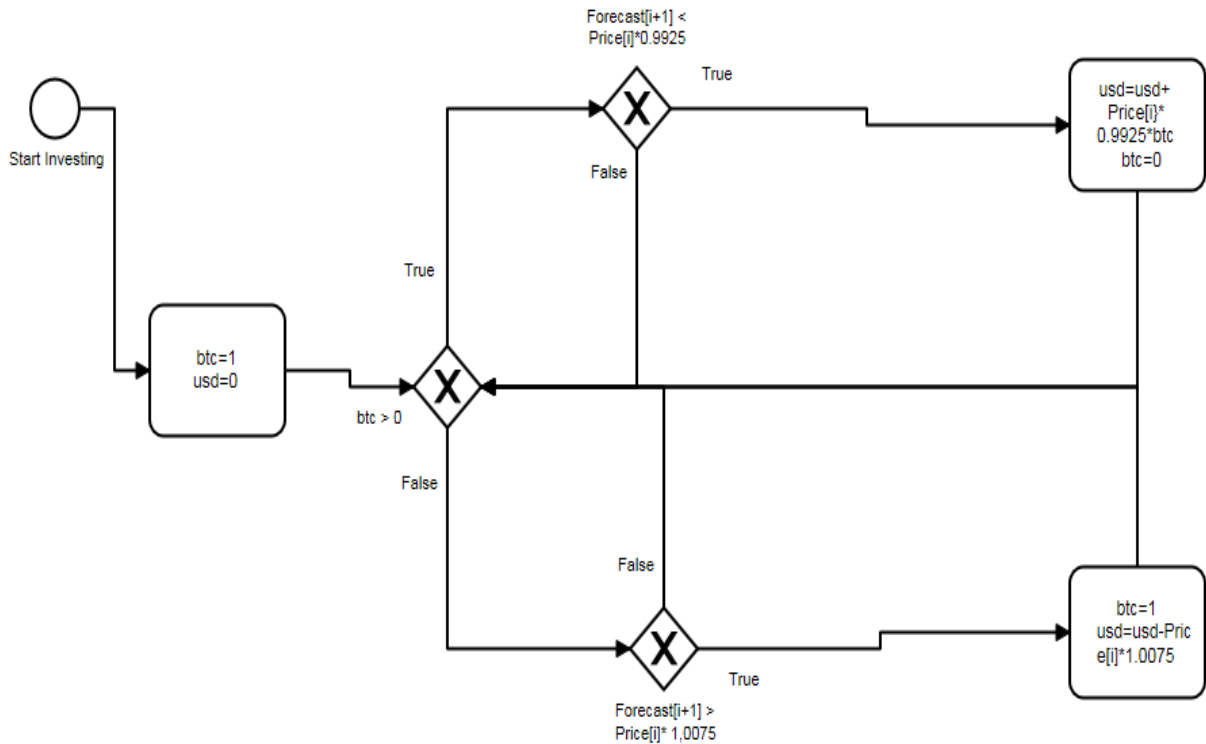 Forecast[i+1] <
Price[i]*0.9925
True
usd=usd+
Price[i}*
0.9925*btc
btc=0
Start Investing
False
True
btc=1
usd=0
btc > 0
False
False
btc=1
usd=usd-Pric
e[i]*1.0075
True
Forecast[i+1] >
Price[i]* 1,0075